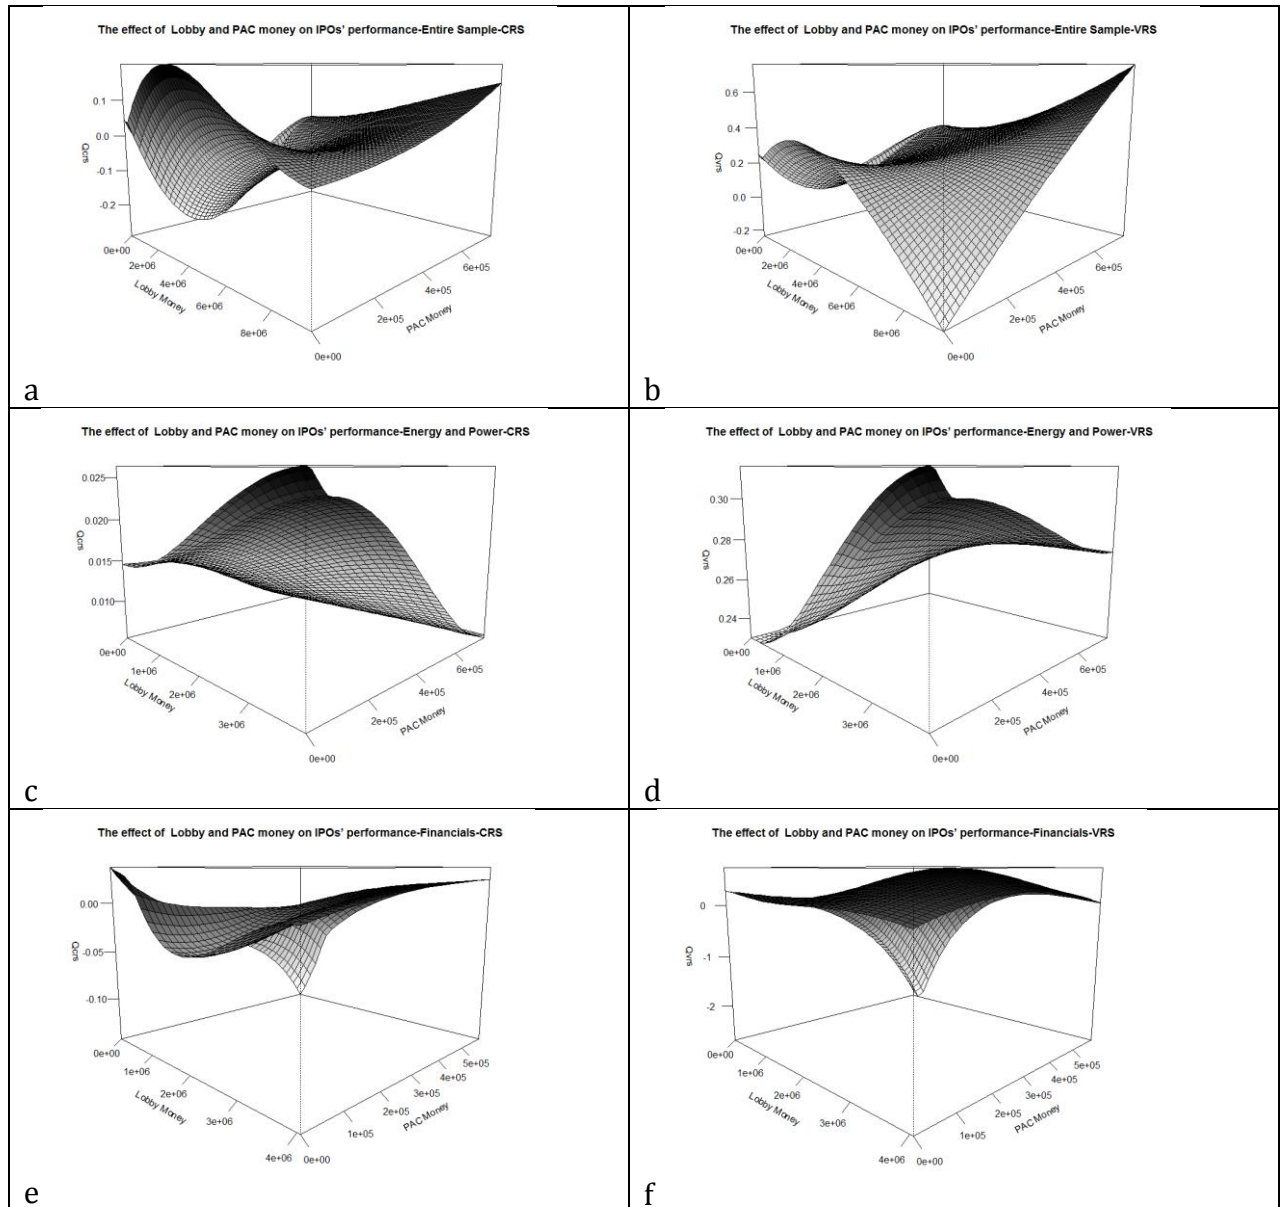 The effect of Lobby and PAC money on IPOs' performance-Entire Sample-CRS
0.1
0.0
-0.1
-0.2
Qcrs
0e+00
2e+06
4e+06
6e+06
8e+06
Lobby Money
0e+00
2e+05
4e+05
6e+05
PAC Money
a
The effect of Lobby and PAC money on IPOs' performance-Entire Sample-VRS
0.6
0.4
0.2
0.0
-0.2
Qvrs
0e+00
2e+06
4e+06
6e+06
8e+06
Lobby Money
0e+00
2e+05
4e+05
6e+05
PAC Money
b
The effect of Lobby and PAC money on IPOs' performance-Energy and Power-CRS
0.025
0.020
0.015
0.010
Qcrs
0e+00
1e+06
2e+06
3e+06
Lobby Money
0e+00
2e+05
4e+05
6e+05
PAC Money
c
The effect of Lobby and PAC money on IPOs' performance-Energy and Power-VRS
0.30
0.28
0.26
0.24
Qvrs
0e+00
1e+06
2e+06
3e+06
Lobby Money
0e+00
2e+05
4e+05
6e+05
PAC Money
d
The effect of Lobby and PAC money on IPOs' performance-Financials-CRS
0.00
-0.05
-0.10
Qcrs
0e+00
1e+06
2e+06
3e+06
4e+06
Lobby Money
0e+00
1e+05
2e+05
3e+05
4e+05
5e+05
PAC Money
e
The effect of Lobby and PAC money on IPOs' performance-Financials-VRS
0
-1
-2
Qvrs
0e+00
1e+06
2e+06
3e+06
4e+06
Lobby Money
0e+00
1e+05
2e+05
3e+05
4e+05
5e+05
PAC Money
f